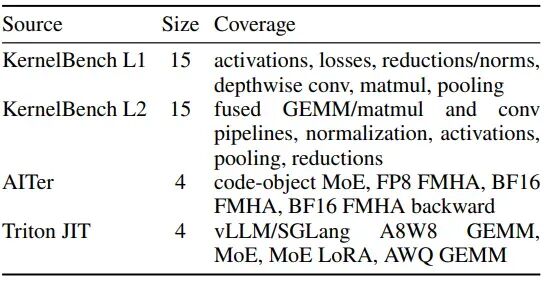 Source Size Coverage
KernelBench L1 15 activations, losses, reductions/norms,
depthwise conv, matmul, pooling
KernelBench L2 15 fused GEMM/matmul and conv
pipelines, normalization, activations,
pooling, reductions
AITer 4 code-object MoE, FP8 FMHA, BF16
FMHA, BF16 FMHA backward
Triton JIT 4 vLLM/SGLang A8W8 GEMM,
MoE, MoE LoRA, AWQ GEMM